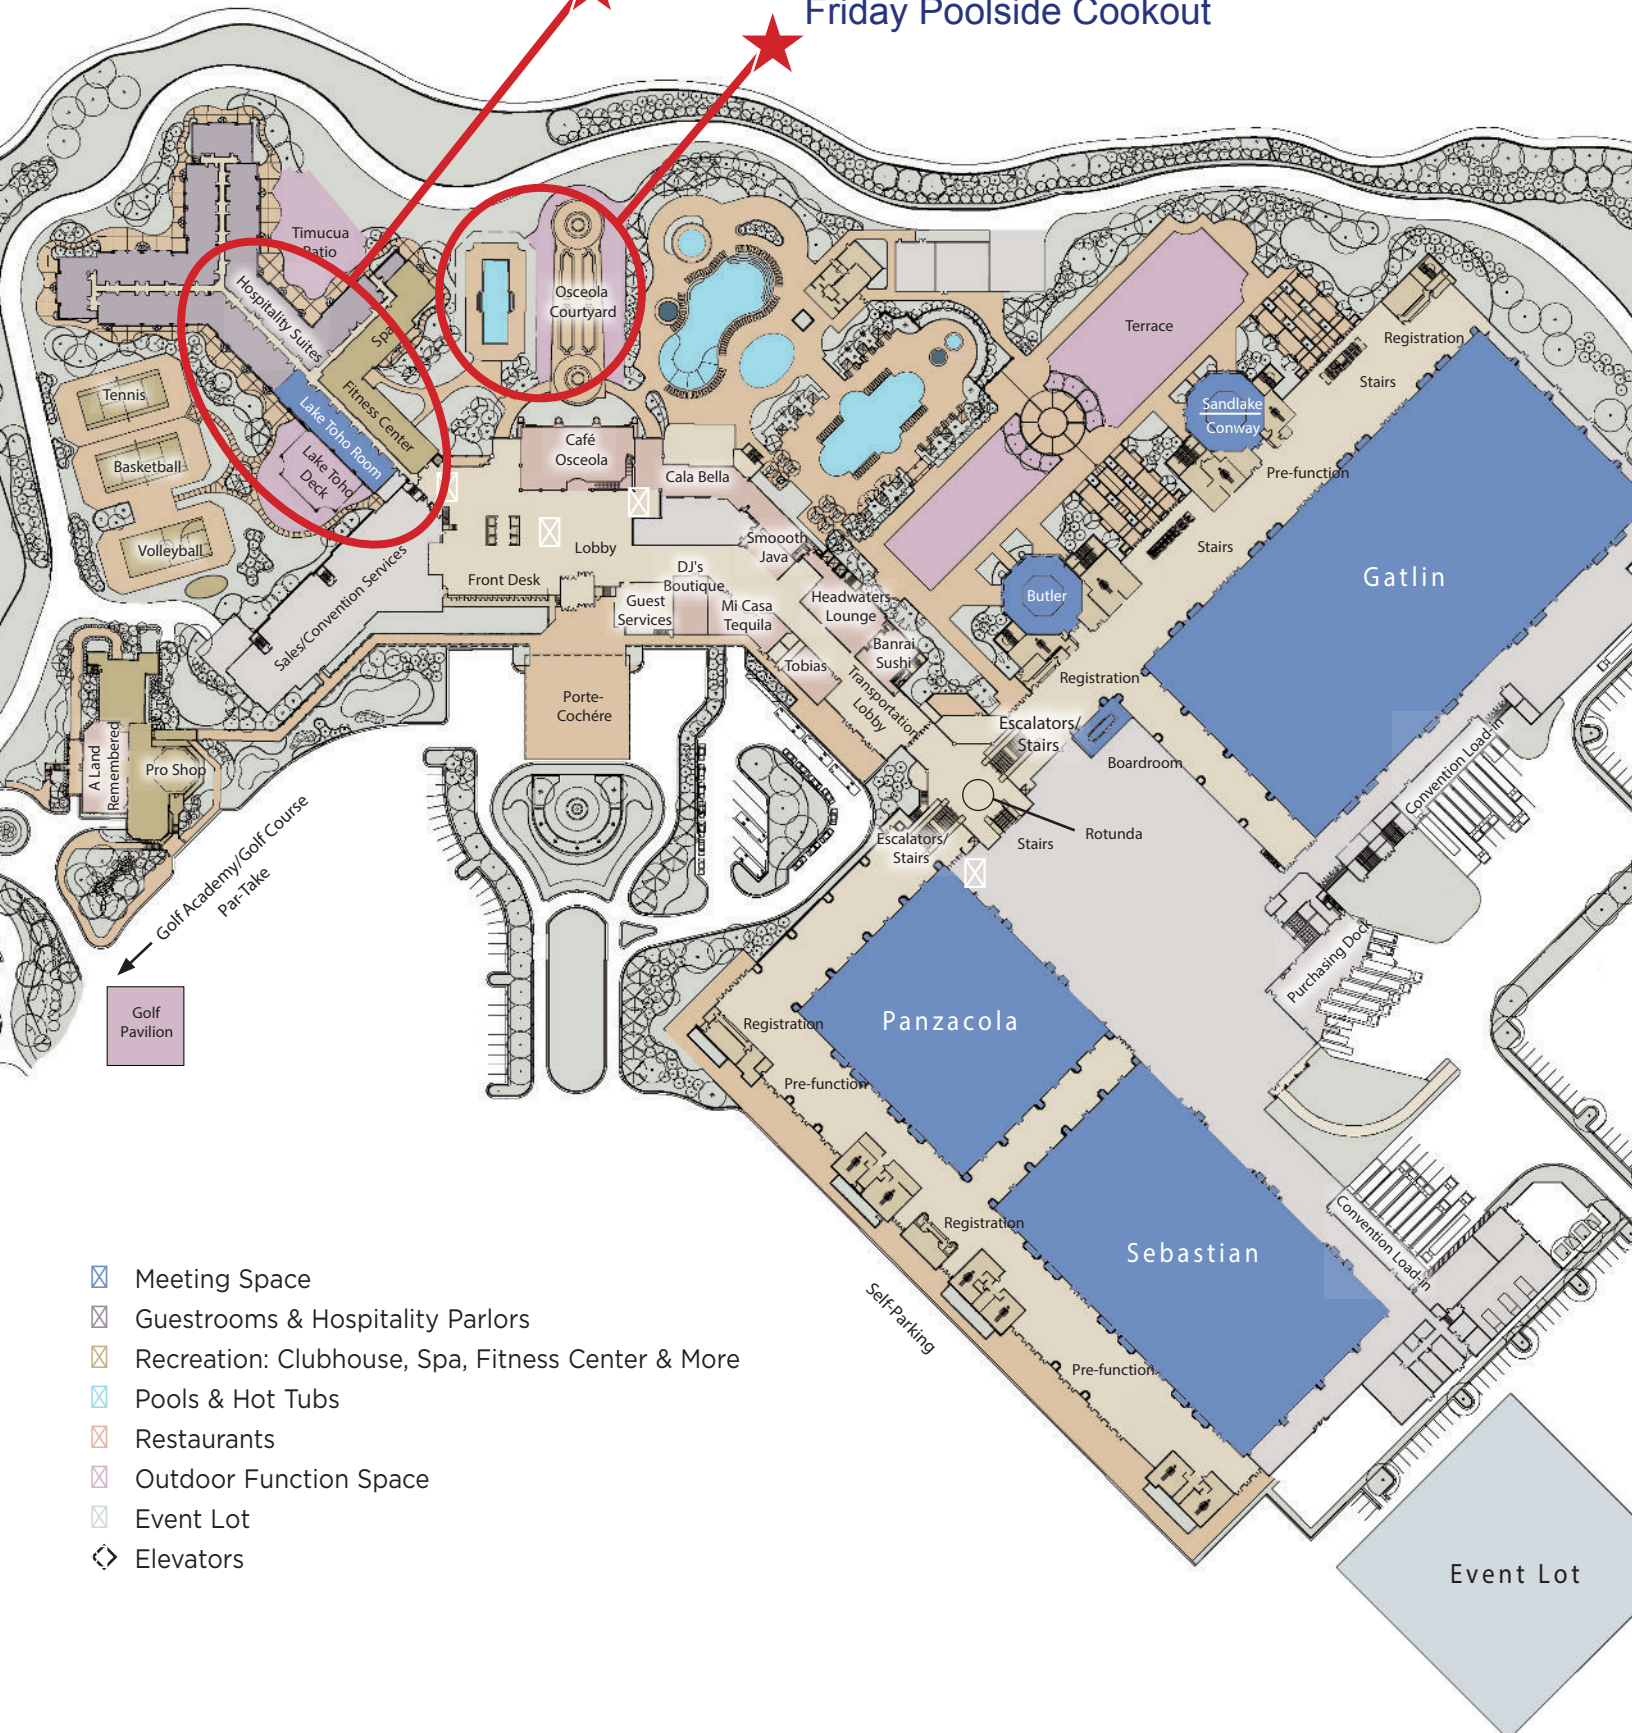 Friday Poolside Cookout
Timucua
Patio
Hospitality Suites
Spa
Fitness Center
Lake Toho Room
Lake Toho
Deck
Tennis
Basketball
Volleyball
Osceola
Courtyard
Café
Osceola
Cala Bella
Smoooth
Java
Lobby
Front Desk
DJ's
Boutique
Guest
Services
Mi Casa
Tequila
Headwaters
Lounge
Banrai
Sushi
Tobias
Transportation
Lobby
Sales/Convention Services
Porte-
Cochére
A Land
Remembered
Pro Shop
Golf Academy/Golf Course
Par-Take
Golf
Pavilion
Terrace
Registration
Stairs
Sandlake
Conway
Pre-function
Stairs
Gatlin
Butler
Registration
Escalators/
Stairs
Boardroom
Rotunda
Stairs
Escalators/
Stairs
Convention Load-in
Purchasing Dock
Panzacola
Registration
Pre-function
Registration
Sebastian
Convention Load-in
Self-Parking
Pre-function
Event Lot
Meeting Space
Guestrooms & Hospitality Parlors
Recreation: Clubhouse, Spa, Fitness Center & More
Pools & Hot Tubs
Restaurants
Outdoor Function Space
Event Lot
Elevators